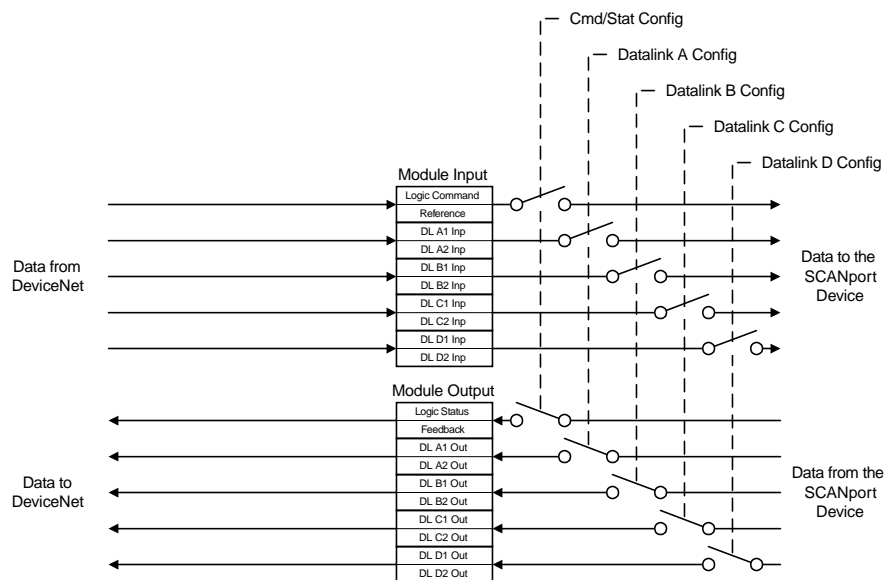 Cmd/Stat Config
Datalink A Config
Datalink B Config
Datalink C Config
Datalink D Config
Module Input
Logic Command
Reference
DL A1 Inp
DL A2 Inp
DL B1 Inp
DL B2 Inp
DL C1 Inp
DL C2 Inp
DL D1 Inp
DL D2 Inp
Data from
DeviceNet
Data to the
SCANport
Device
Module Output
Logic Status
Feedback
DL A1 Out
DL A2 Out
DL B1 Out
DL B2 Out
DL C1 Out
DL C2 Out
DL D1 Out
DL D2 Out
Data to
DeviceNet
Data from the
SCANport
Device